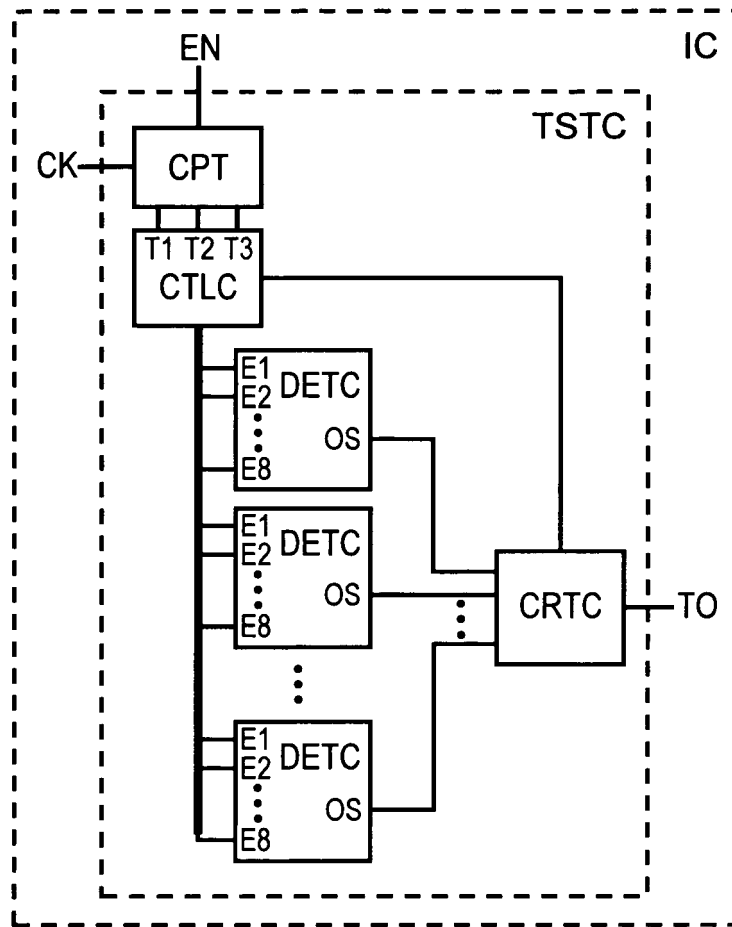 EN
IC
TSTC
CK
CPT
T1 T2 T3
CTLC
E1
DETC
E2
OS
E8
E1
DETC
E2
OS
E8
CRTC
TO
E1
DETC
E2
OS
E8